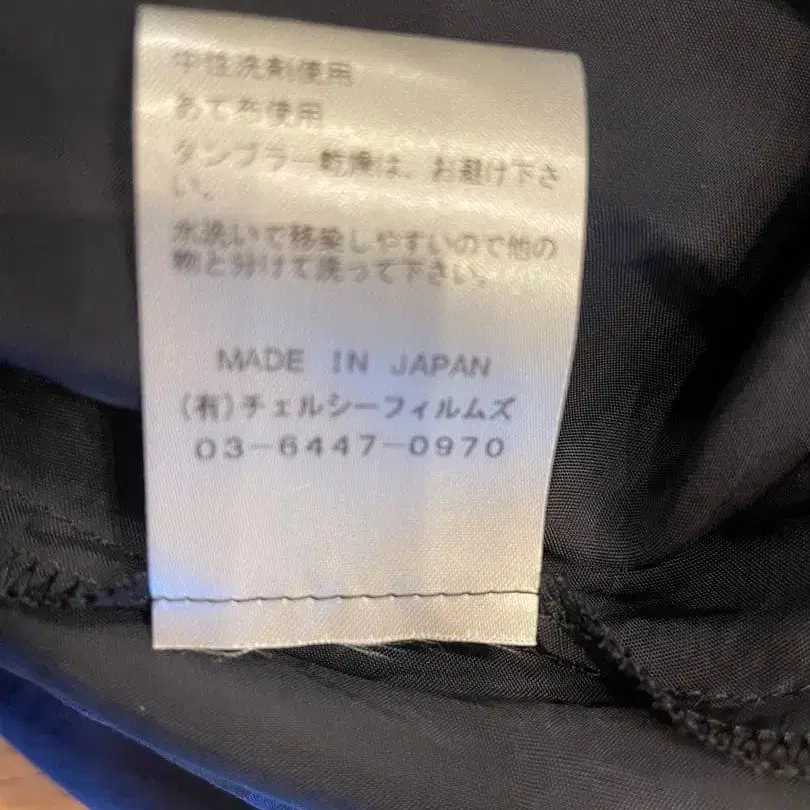 中性洗剤使用
あて布使用
タンブラー乾燥は、お避け下さ
い。
水洗いで移染しやすいので他の
物と分けて洗って下さい。
MADE IN JAPAN
(有)チェルシーフィルムズ
03-6447-0970